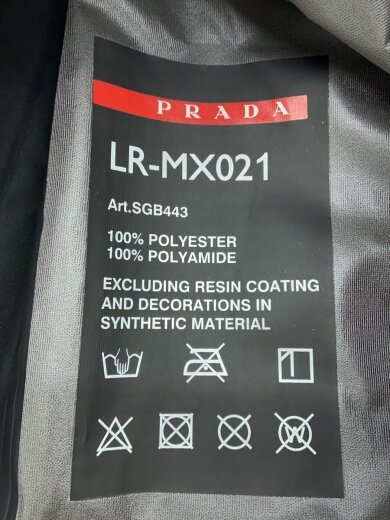 PRADA
LR-MX021
Art.SGB443
100% POLYESTER
100% POLYAMIDE
EXCLUDING RESIN COATING
AND DECORATIONS IN
SYNTHETIC MATERIAL
W